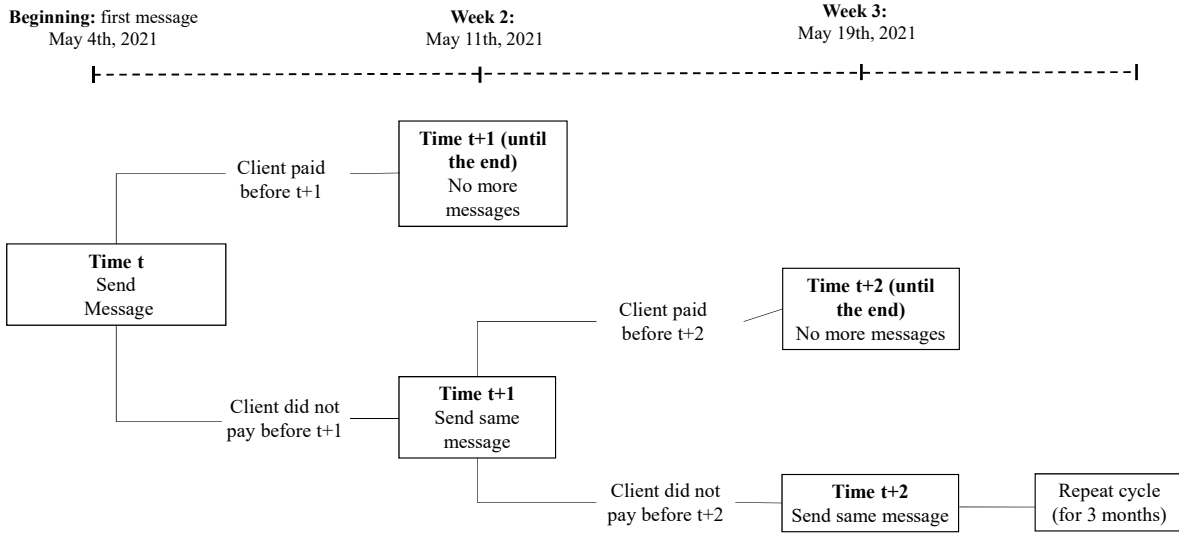 Beginning: first message
May 4th, 2021
Week 2:
May 11th, 2021
Week 3:
May 19th, 2021
Time t+1 (until
the end)
No more
messages
Client paid
before t+1
Time t
Send
Message
Time t+2 (until
the end)
No more messages
Client paid
before t+2
Client did not
pay before t+1
Time t+1
Send same
message
Client did not
pay before t+2
Time t+2
Send same message
Repeat cycle
(for 3 months)